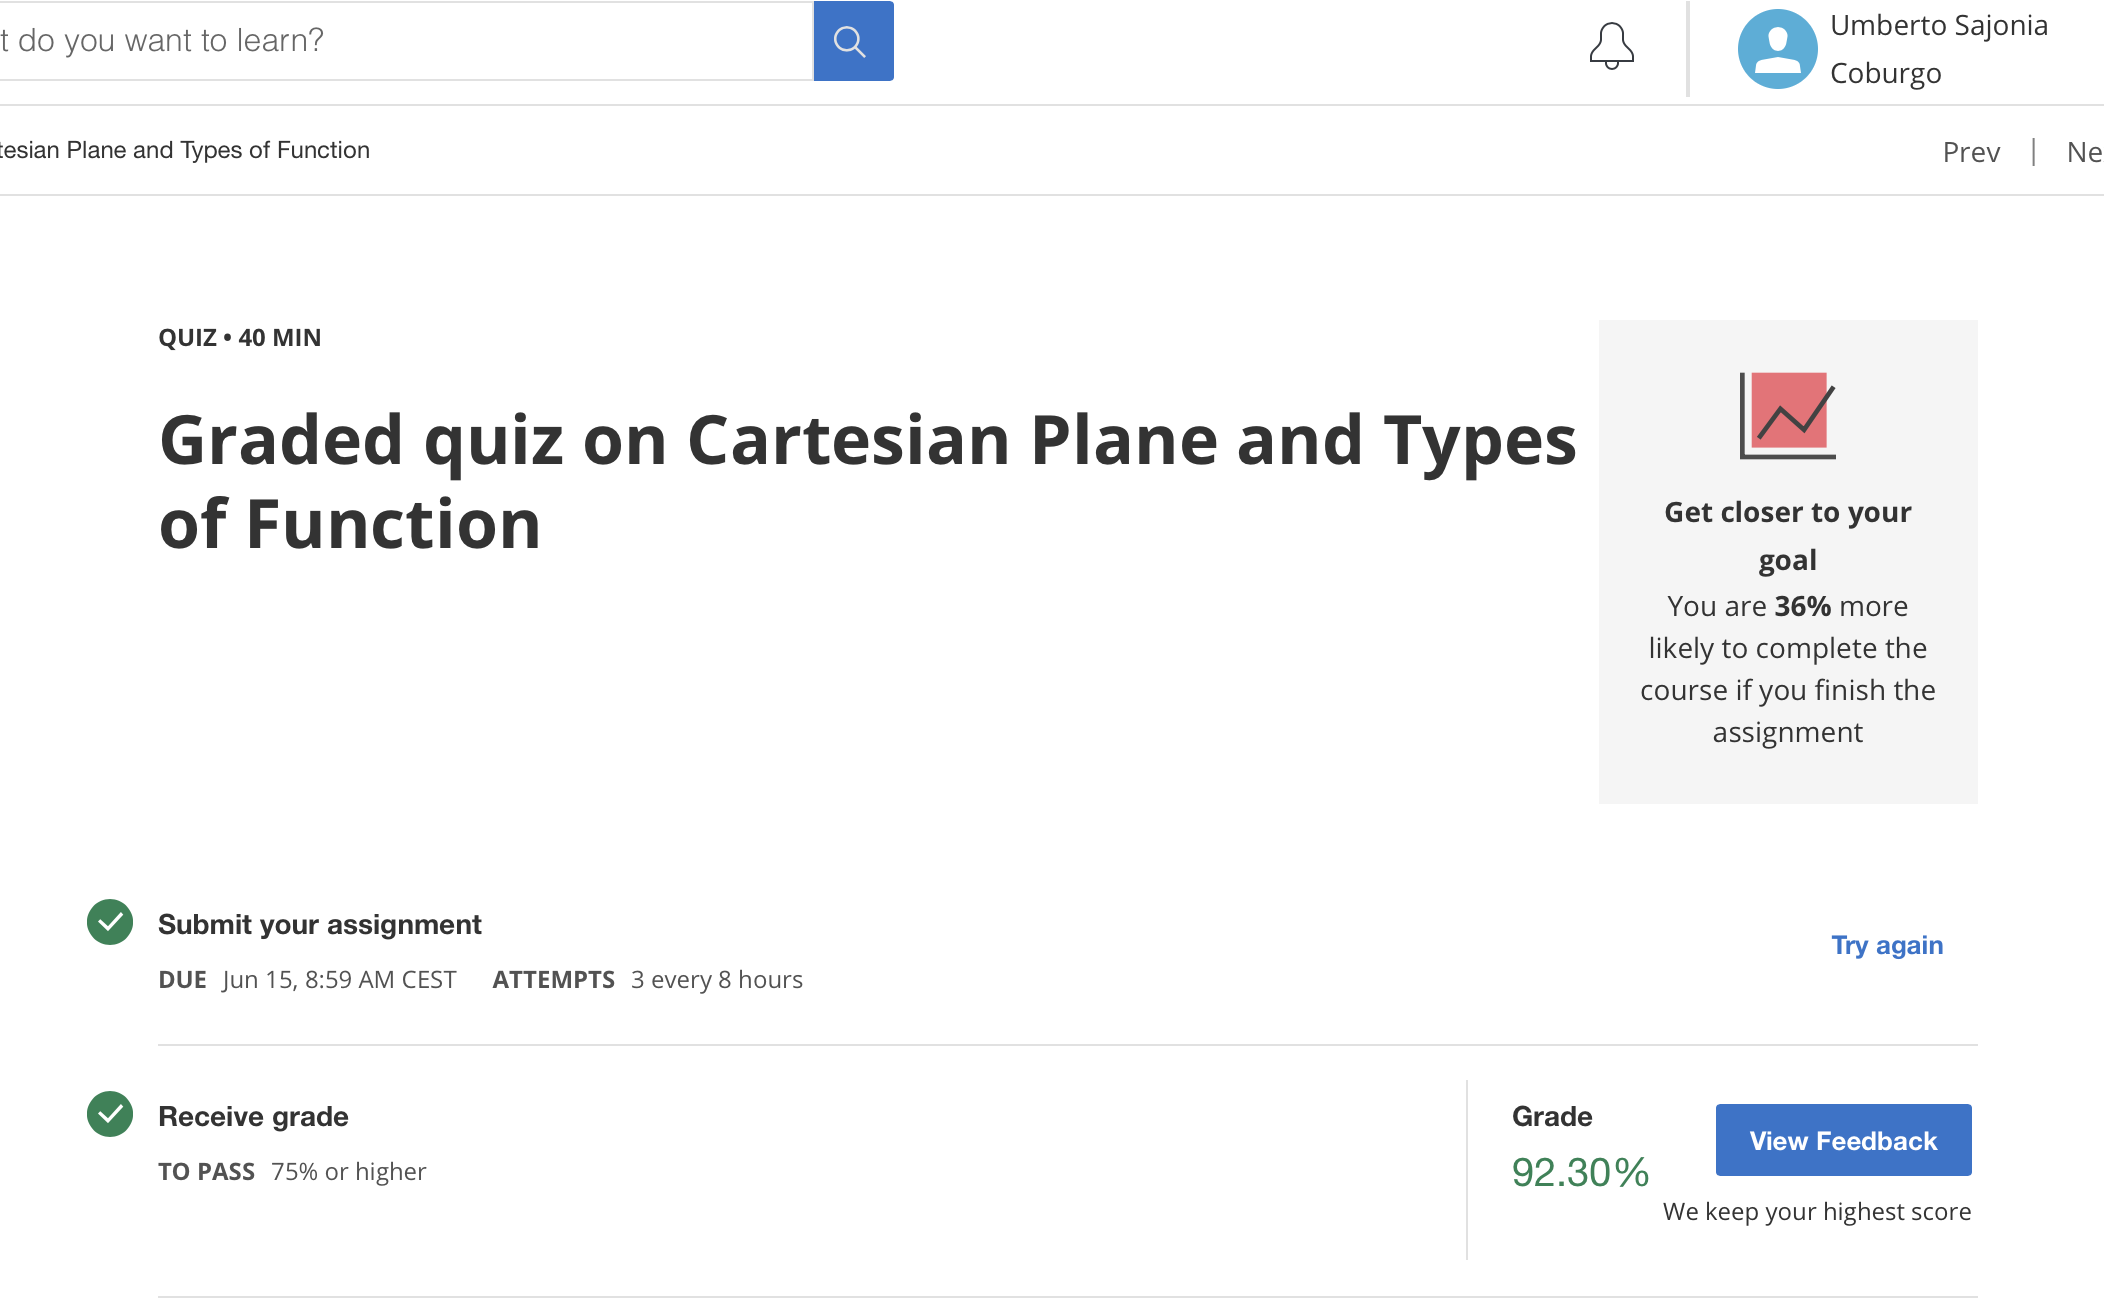 t do you want to learn?
Umberto Sajonia
Coburgo
tesian Plane and Types of Function
Prev | Ne
QUIZ • 40 MIN
Graded quiz on Cartesian Plane and Types
of Function
Get closer to your
goal
You are 36% more
likely to complete the
course if you finish the
assignment
Submit your assignment
Try again
DUE Jun 15, 8:59 AM CEST ATTEMPTS 3 every 8 hours
Receive grade
TO PASS 75% or higher
Grade
92.30%
View Feedback
We keep your highest score